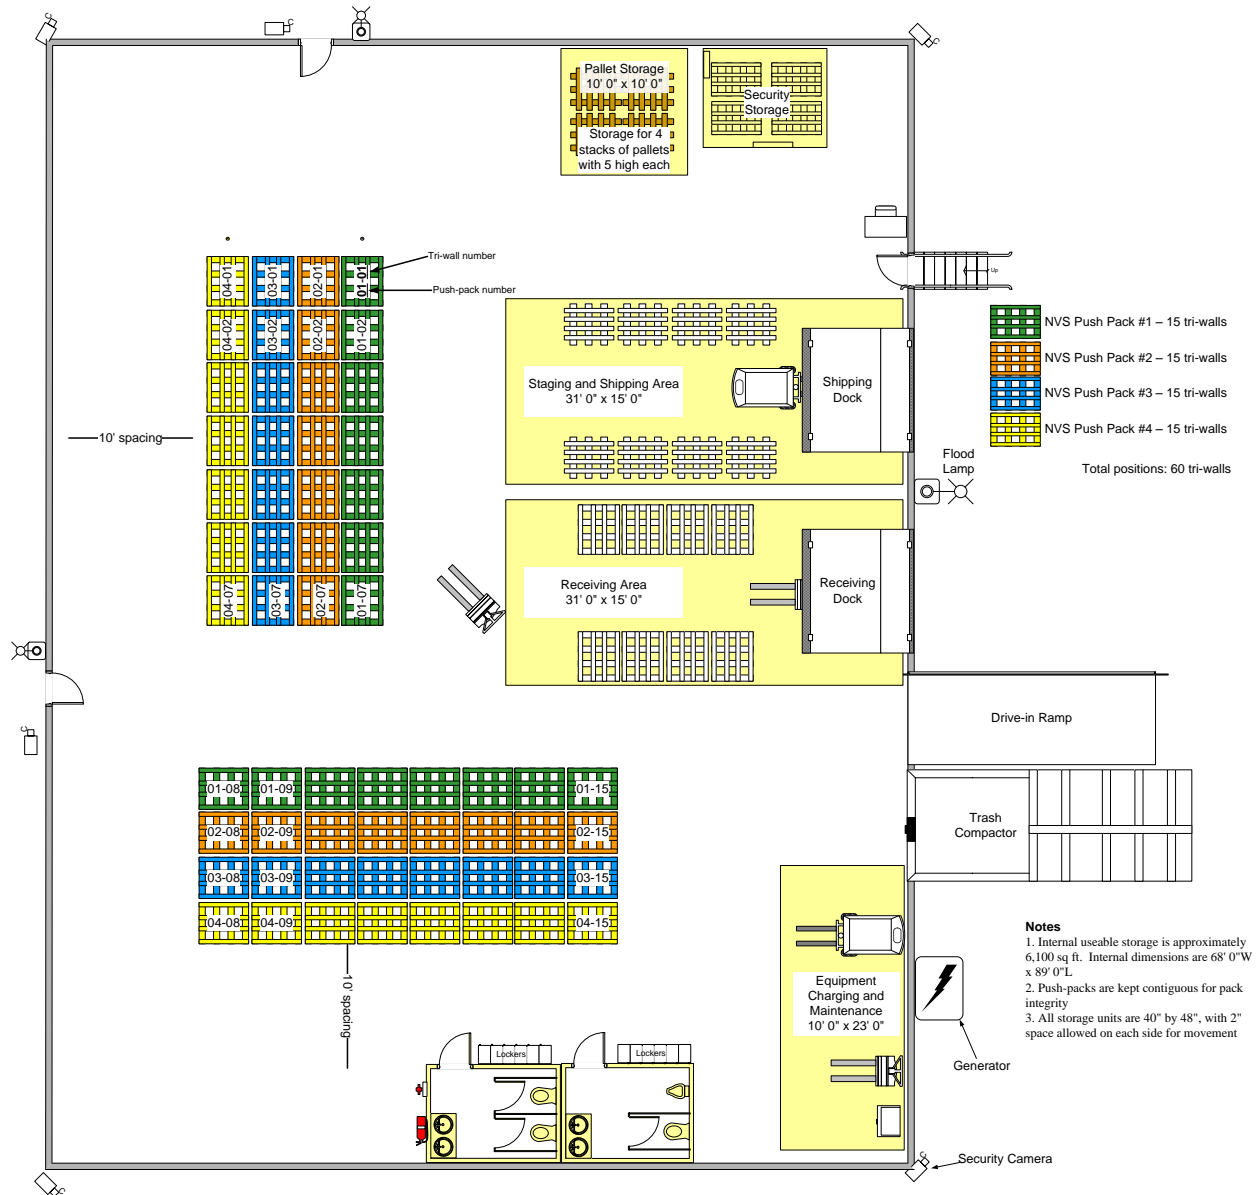 C
C
C
C
Pallet Storage
10' 0" x 10' 0"
Storage for 4
stacks of pallets
with 5 high each
Security
Storage
Tri-wall number
Push-pack number
04-01
03-01
02-01
01-01
04-02
03-02
02-02
01-02
04-07
03-07
02-07
01-07
10' spacing
Up
Staging and Shipping Area
31' 0" x 15' 0"
Shipping
Dock
NVS Push Pack #1 – 15 tri-walls
NVS Push Pack #2 – 15 tri-walls
NVS Push Pack #3 – 15 tri-walls
NVS Push Pack #4 – 15 tri-walls
Total positions: 60 tri-walls
Flood
Lamp
Receiving Area
31' 0" x 15' 0"
Receiving
Dock
Drive-in Ramp
Trash
Compactor
01-08
01-09
01-15
02-08
02-09
02-15
03-08
03-09
03-15
04-08
04-09
04-15
10' spacing
Equipment
Charging and
Maintenance
10' 0" x 23' 0"
Generator
Notes
1. Internal useable storage is approximately
6,100 sq ft.  Internal dimensions are 68' 0"W
x 89' 0"L
2. Push-packs are kept contiguous for pack
integrity
3. All storage units are 40" by 48", with 2"
space allowed on each side for movement
Lockers
Lockers
Security Camera
C
C